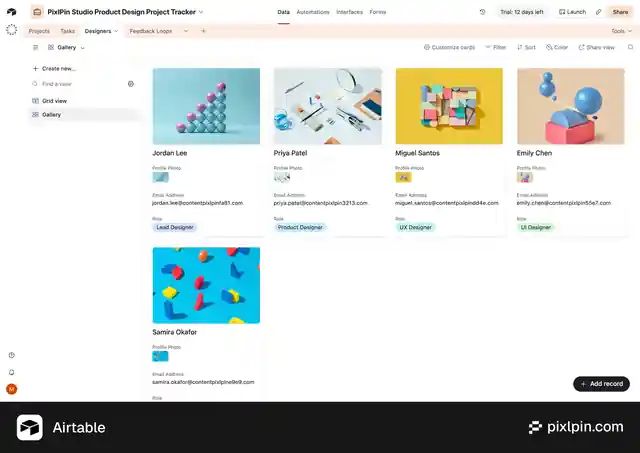 PixlPin Studio Product Design Project Tracker
Data
Automations
Interfaces
Forms
Trial: 12 days left
Launch
Share
Projects
Tasks
Designers
Feedback Loops
Tools
Gallery
Customize cards
Filter
Sort
Color
Share view
Create new...
Find a view
Grid view
Gallery
Jordan Lee
Profile Photo
Email Address
Role
Lead Designer
Priya Patel
Profile Photo
Email Address
priya.patel@contentpixlpin3213.com
Role
Product Designer
Miguel Santos
Profile Photo
Email Address
miguel.santos@contentpixlpindd4e.com
Role
UX Designer
Emily Chen
Profile Photo
Email Address
emily.chen@contentpixlpin55e7.com
Role
UI Designer
Samira Okafor
Profile Photo
Email Address
samira.okafor@contentpixlpine9e9.com
Role
M
Add record
Airtable
pixlpin.com